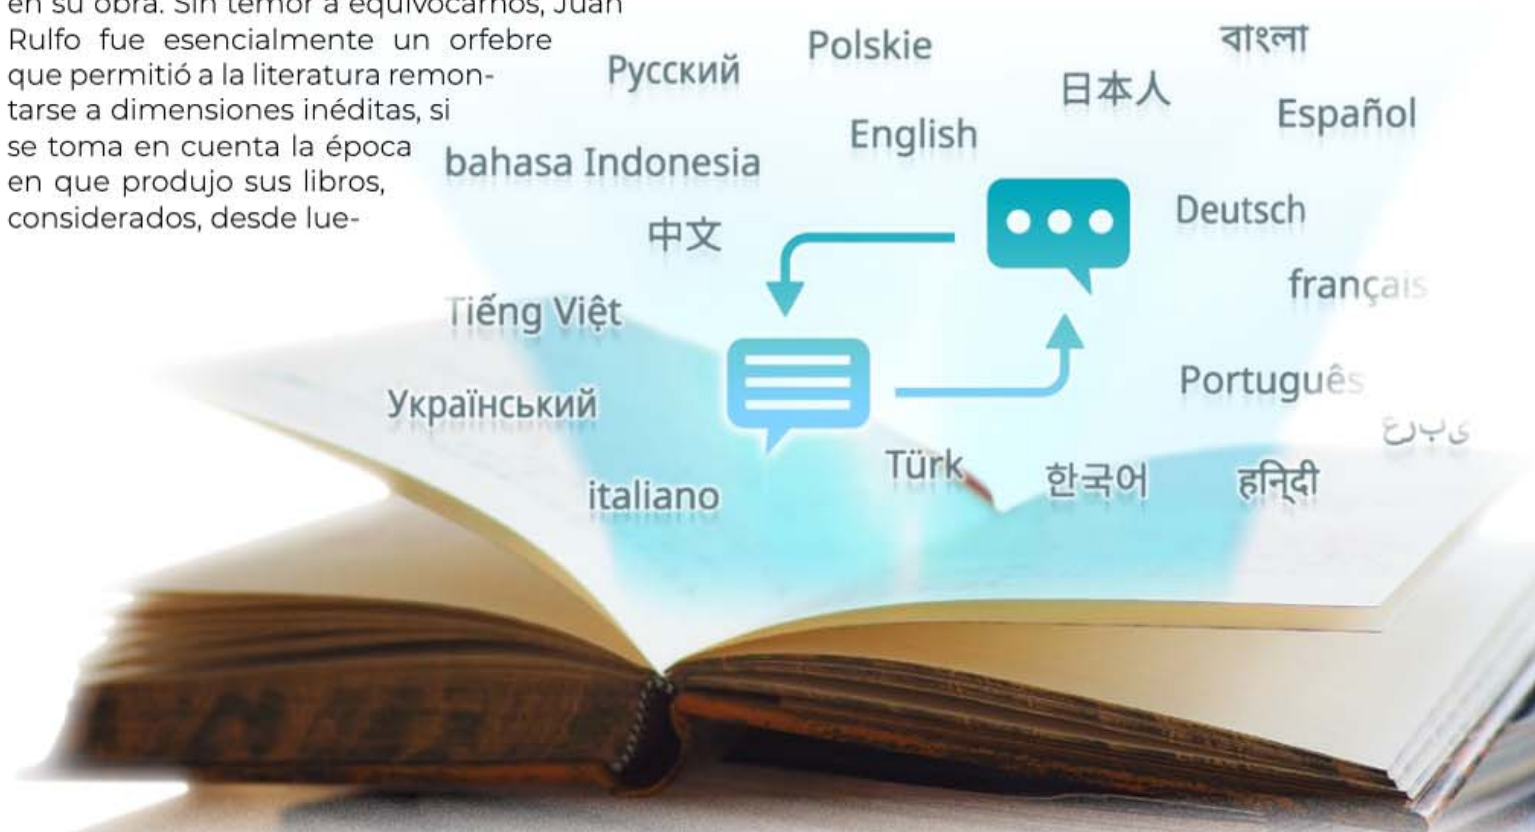 en su obra. Sin temor a equivocarnos, Juan
Rulfo fue esencialmente un orfebre
que permitió a la literatura remon-
tarse a dimensiones inéditas, si
se toma en cuenta la época
en que produjo sus libros,
considerados, desde lue-
Polskie
বাংলা
Русский
日本人
Español
English
bahasa Indonesia
Deutsch
中文
français
Tiếng Việt
Português
Український
ىبرع
Türk
한국어
हनि्दी
italiano